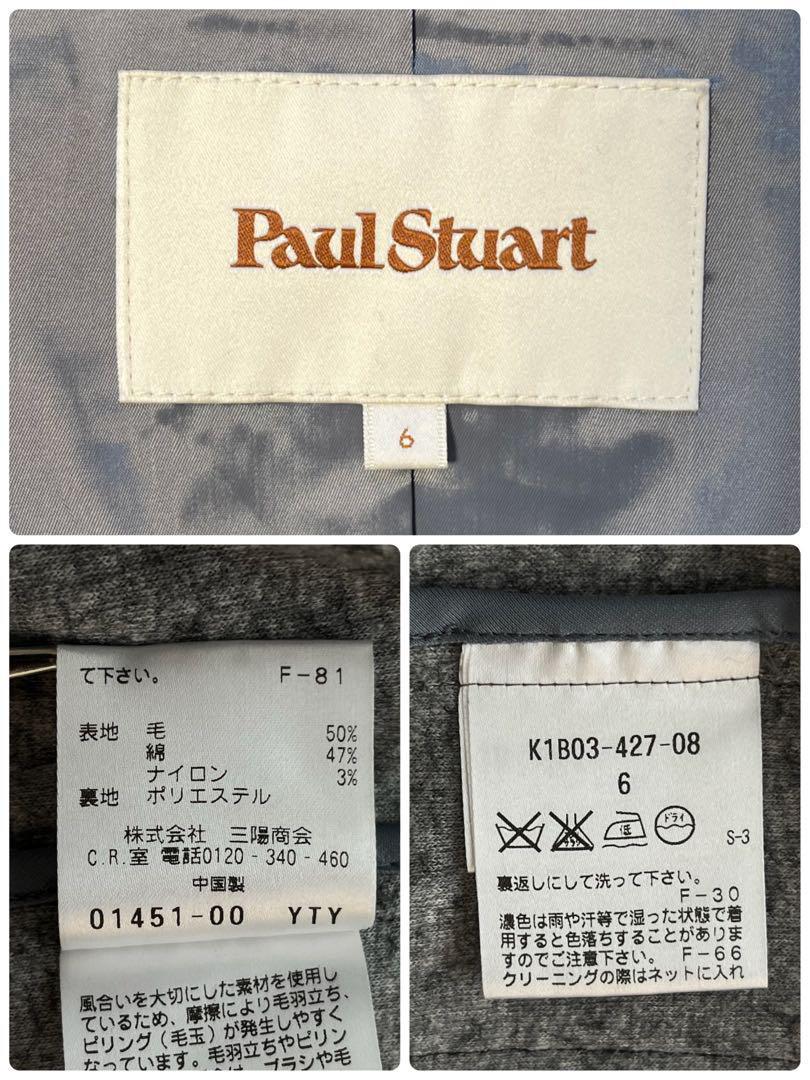 Paul Stuart
6
て下さい。 F-81
表地 毛 50%
綿 47%
ナイロン 3%
裏地 ポリエステル
株式会社 三陽商会
C.R.室 電話0120-340-460
中国製
01451-00 YTY
風合いを大切にした素材を使用し
ているため、摩擦により毛羽立ち、
ピリング(毛玉)が発生しやすく
なっています。毛羽立ちやピリン
ブラシや毛
K1B03-427-08
6
低
ドライ
S-3
裏返しにして洗って下さい。
F-30
濃色は雨や汗等で湿った状態で着
用すると色落ちすることがありま
すのでご注意下さい。 F-66
クリーニングの際はネットに入れ